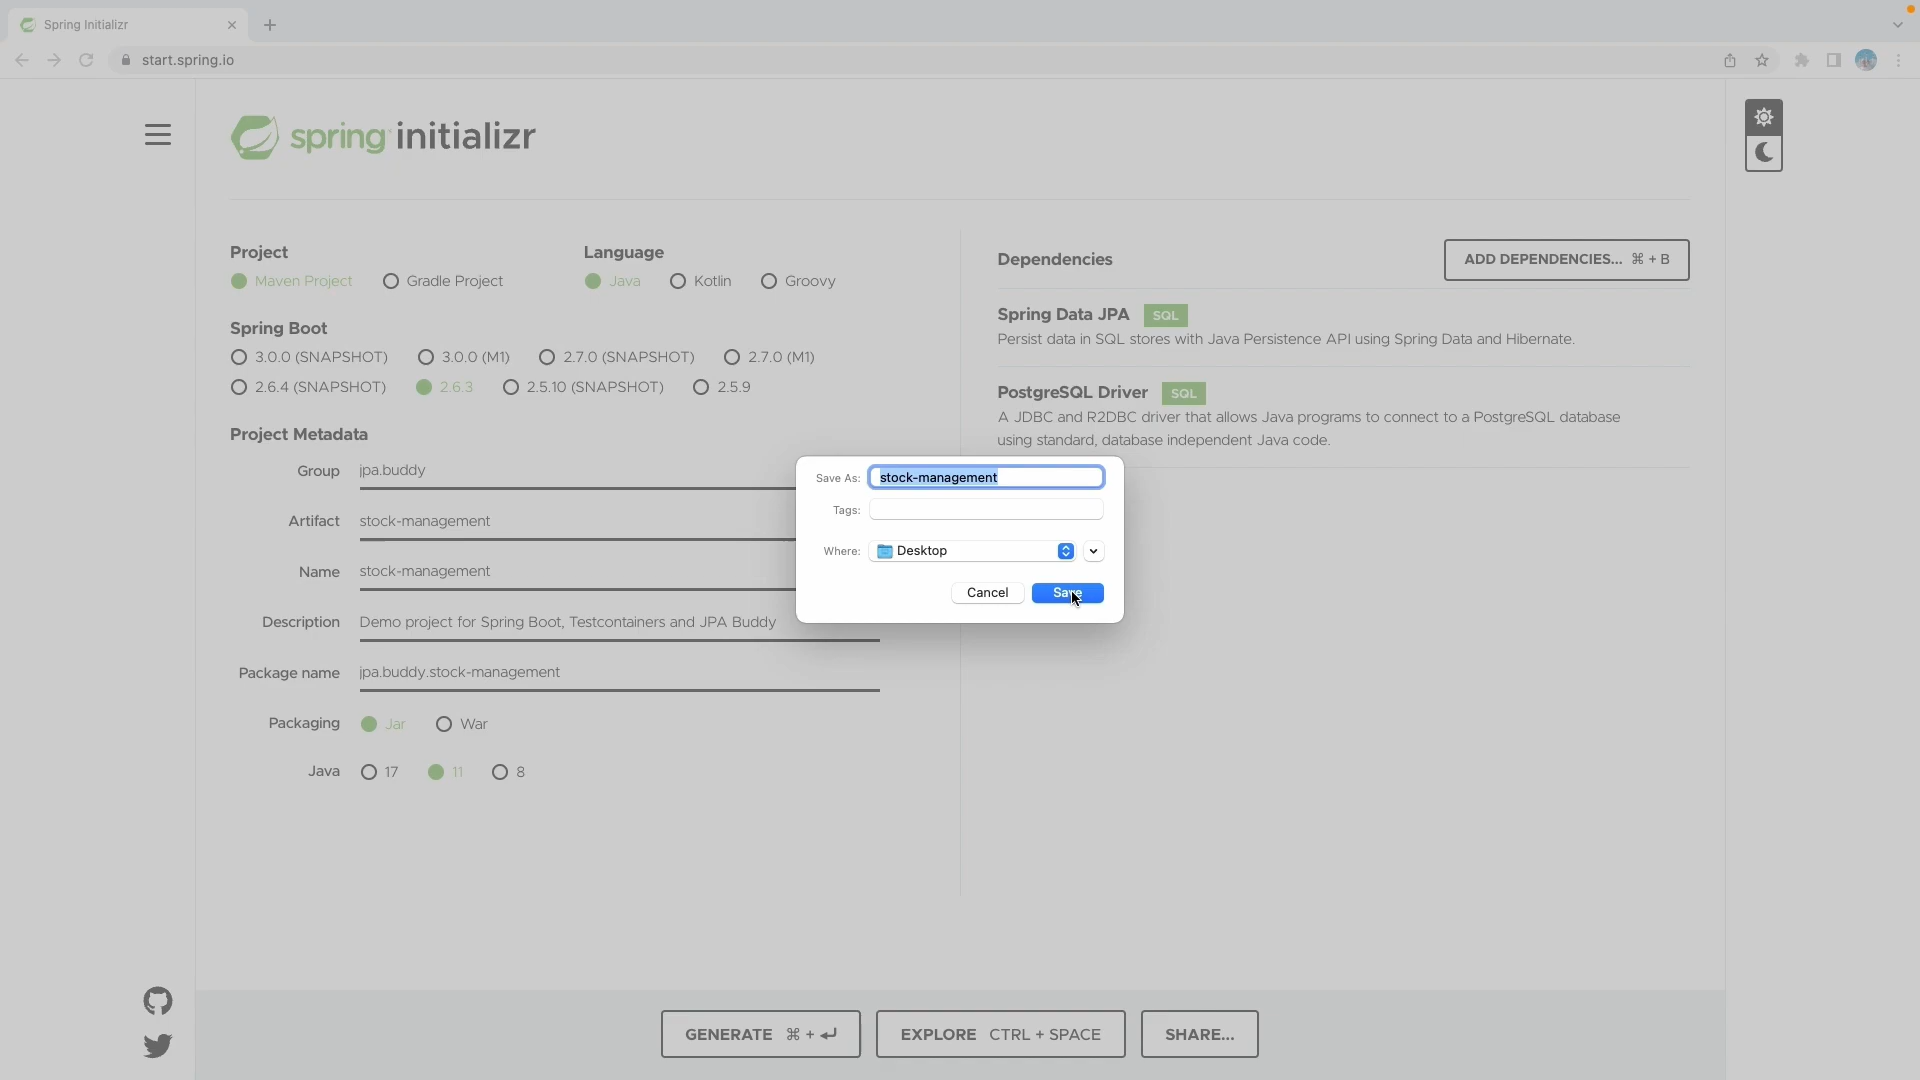 Spring Initializr
start.spring.io
spring initializr
Project
Language
Maven Project Gradle Project
Java Kotlin Groovy
Spring Boot
3.0.0 (SNAPSHOT) 3.0.0 (M1) 2.7.0 (SNAPSHOT) 2.7.0 (M1)
2.6.4 (SNAPSHOT) 2.6.3 2.5.10 (SNAPSHOT) 2.5.9
Project Metadata
Group jpa.buddy
Artifact stock-management
Name stock-management
Description Demo project for Spring Boot, Testcontainers and JPA Buddy
Package name jpa.buddy.stock-management
Packaging Jar War
Java 17 11 8
Dependencies
ADD DEPENDENCIES... ⌘ + B
Spring Data JPA SQL
Persist data in SQL stores with Java Persistence API using Spring Data and Hibernate.
PostgreSQL Driver SQL
A JDBC and R2DBC driver that allows Java programs to connect to a PostgreSQL database
using standard, database independent Java code.
Save As: stock-management
Tags:
Where: Desktop
Cancel Save
GENERATE ⌘ + ↵
EXPLORE CTRL + SPACE
SHARE...